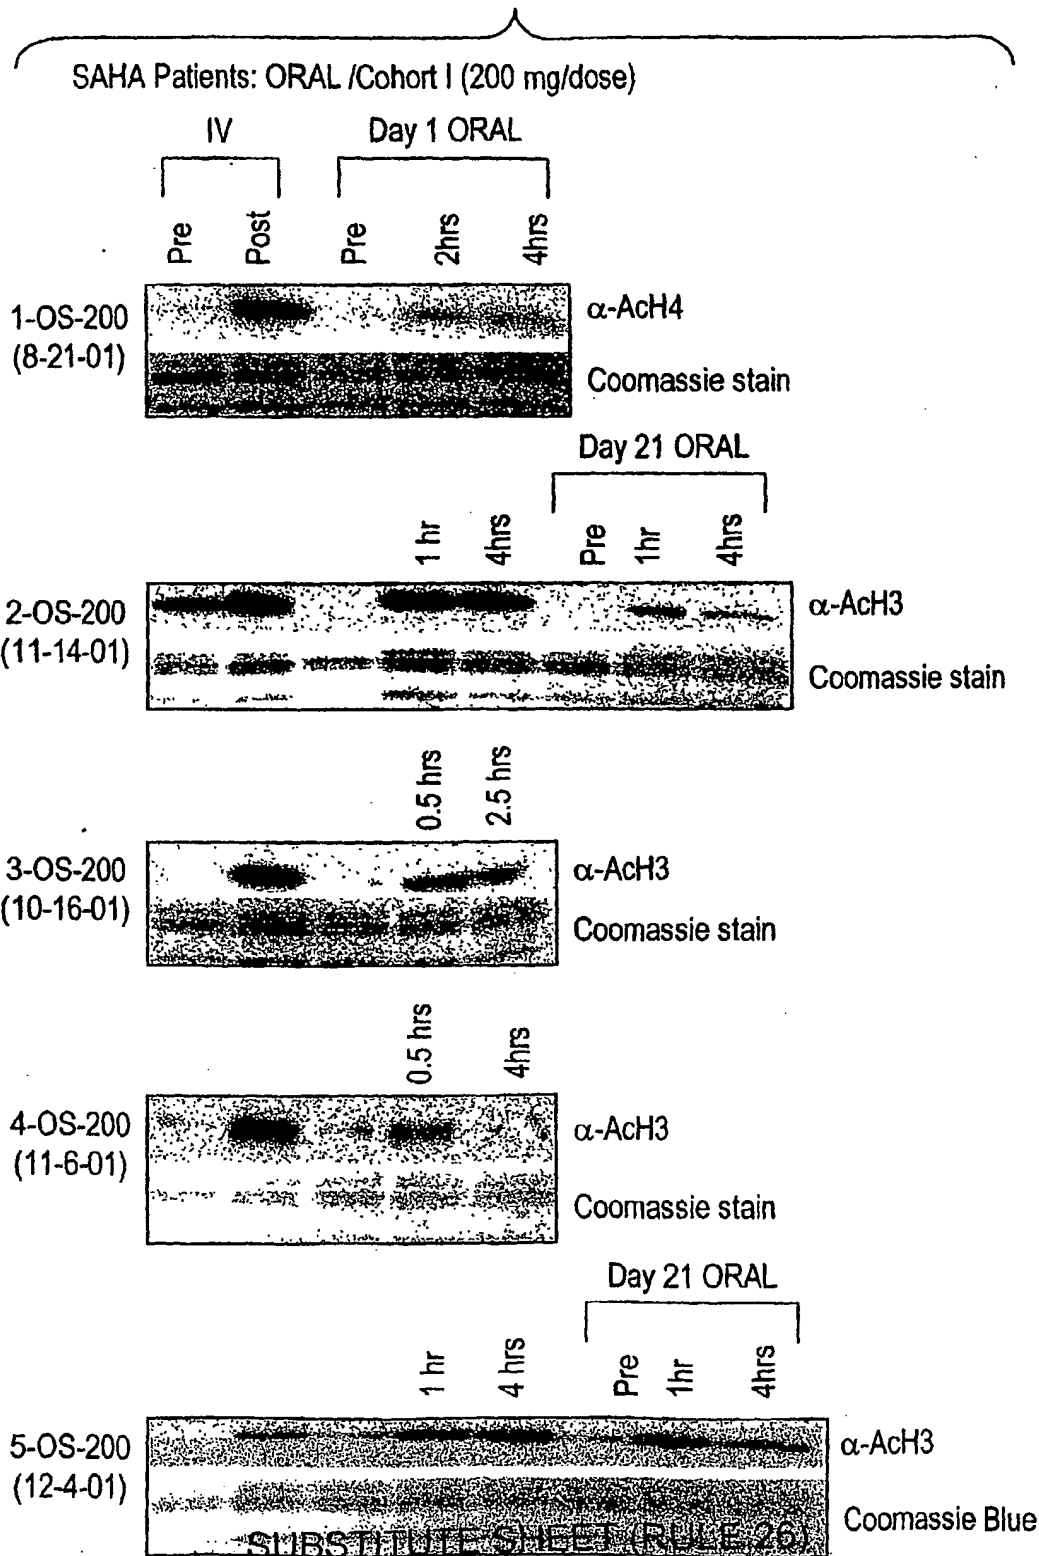 SAHA Patients: ORAL /Cohort I (200 mg/dose)
IV
Day 1 ORAL
Pre
Post
Pre
2hrs
4hrs
1-OS-200
(8-21-01)
α-AcH4
Coomassie stain
Day 21 ORAL
1 hr
4hrs
Pre
1hr
4hrs
2-OS-200
(11-14-01)
α-AcH3
Coomassie stain
0.5 hrs
2.5 hrs
3-OS-200
(10-16-01)
α-AcH3
Coomassie stain
0.5 hrs
4hrs
4-OS-200
(11-6-01)
α-AcH3
Coomassie stain
Day 21 ORAL
1 hr
4 hrs
Pre
1hr
4hrs
5-OS-200
(12-4-01)
α-AcH3
Coomassie Blue
SUBSTITUTE SHEET (RULE 26)